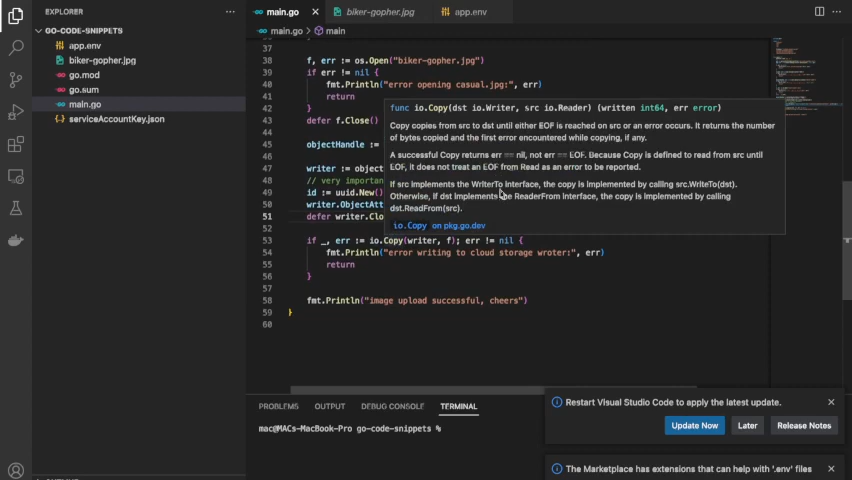 EXPLORER
main.go
biker-gopher.jpg
app.env
GO-CODE-SNIPPETS
main.go > main
app.env
biker-gopher.jpg
go.mod
go.sum
main.go
serviceAccountKey.json
37
38 f, err := os.Open("biker-gopher.jpg")
39 if err != nil {
40 fmt.Println("error opening casual.jpg:", err)
41 return
42 }
43 defer f.Close()
44
45 objectHandle :=
46
47 writer := object
48 // very importan
49 id := uuid.New()
50 writer.ObjectAtt
51 defer writer.Clo
52
53 if _, err := io.Copy(writer, f); err != nil {
54 fmt.Println("error writing to cloud storage wroter:", err)
55 return
56 }
57
58 fmt.Println("image upload successful, cheers")
59 }
60
func io.Copy(dst io.Writer, src io.Reader) (written int64, err error)
Copy copies from src to dst until either EOF is reached on src or an error occurs. It returns the number
of bytes copied and the first error encountered while copying, if any.
A successful Copy returns err == nil, not err == EOF. Because Copy is defined to read from src until
EOF, it does not treat an EOF from Read as an error to be reported.
If src implements the WriterTo interface, the copy is implemented by calling src.WriteTo(dst).
Otherwise, if dst implements the ReaderFrom interface, the copy is implemented by calling
dst.ReadFrom(src).
io.Copy on pkg.go.dev
PROBLEMS OUTPUT DEBUG CONSOLE TERMINAL
mac@MACs-MacBook-Pro go-code-snippets %
Restart Visual Studio Code to apply the latest update.
Update Now Later Release Notes
The Marketplace has extensions that can help with '.env' files